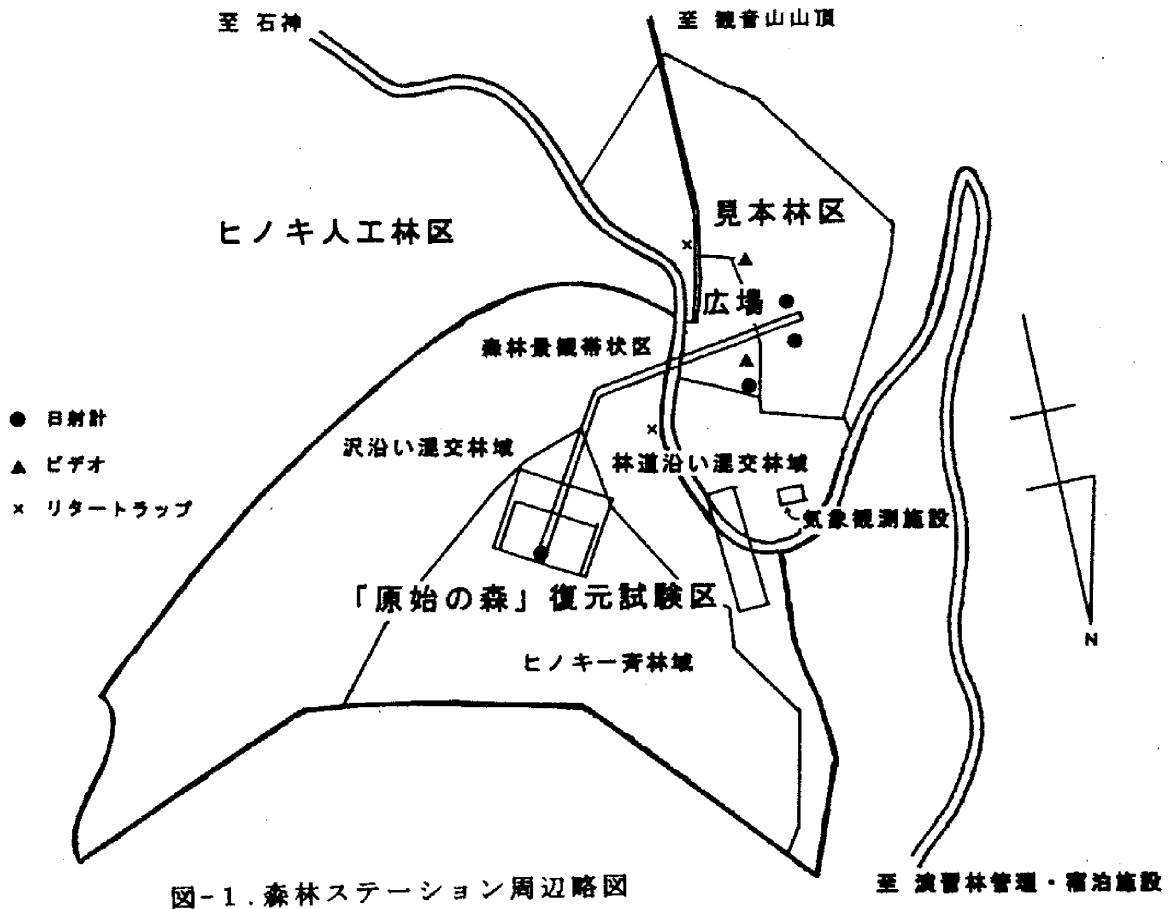 至 石神
至 観音山山頂
ヒノキ人工林区
見本林区
広場
森林景観帯状区
● 日射計
▲ ビデオ
× リタートラップ
沢沿い混交林域
林道沿い混交林域
気象観測施設
「原始の森」復元試験区
ヒノキ一斉林域
N
図-1.森林ステーション周辺略図
至 演習林管理・宿泊施設